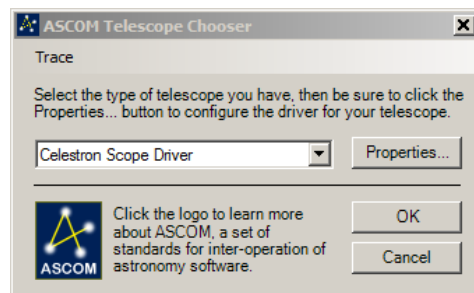 ASCOM Telescope Chooser
Trace
Select the type of telescope you have, then be sure to click the
Properties... button to configure the driver for your telescope.
Celestron Scope Driver
Properties...
Click the logo to learn more
about ASCOM, a set of
standards for inter-operation of
astronomy software.
ASCOM
OK
Cancel